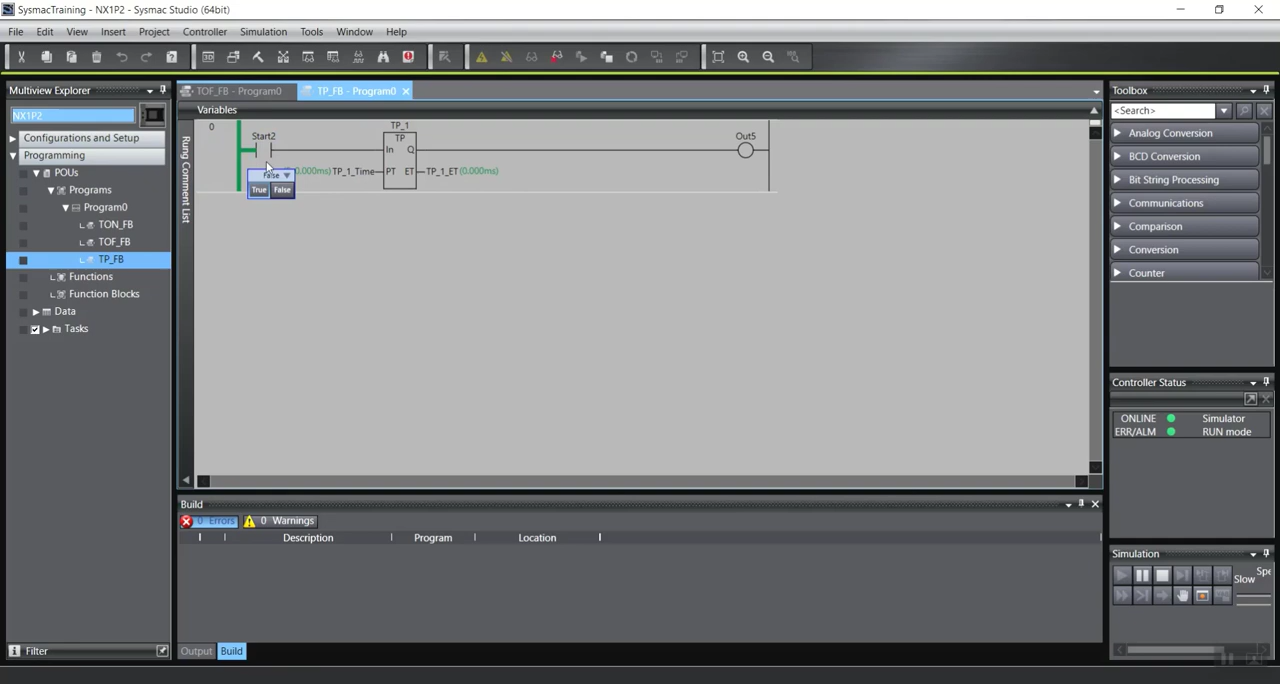 SysmacTraining - NX1P2 - Sysmac Studio (64bit)
File Edit View Insert Project Controller Simulation Tools Window Help
Multiview Explorer
NX1P2
Configurations and Setup
Programming
POUs
Programs
Program0
TON_FB
TOF_FB
TP_FB
Functions
Function Blocks
Data
Tasks
Filter
TOF_FB - Program0
TP_FB - Program0
Variables
Rung Comment List
0
Start2
TP_1
TP
In Q
Out5
False
0.000ms) TP_1_Time PT ET TP_1_ET (0.000ms)
True False
Build
0 Errors 0 Warnings
Description Program Location
Output Build
Toolbox
<Search>
Analog Conversion
BCD Conversion
Bit String Processing
Communications
Comparison
Conversion
Counter
Controller Status
ONLINE Simulator
ERR/ALM RUN mode
Simulation
Slow